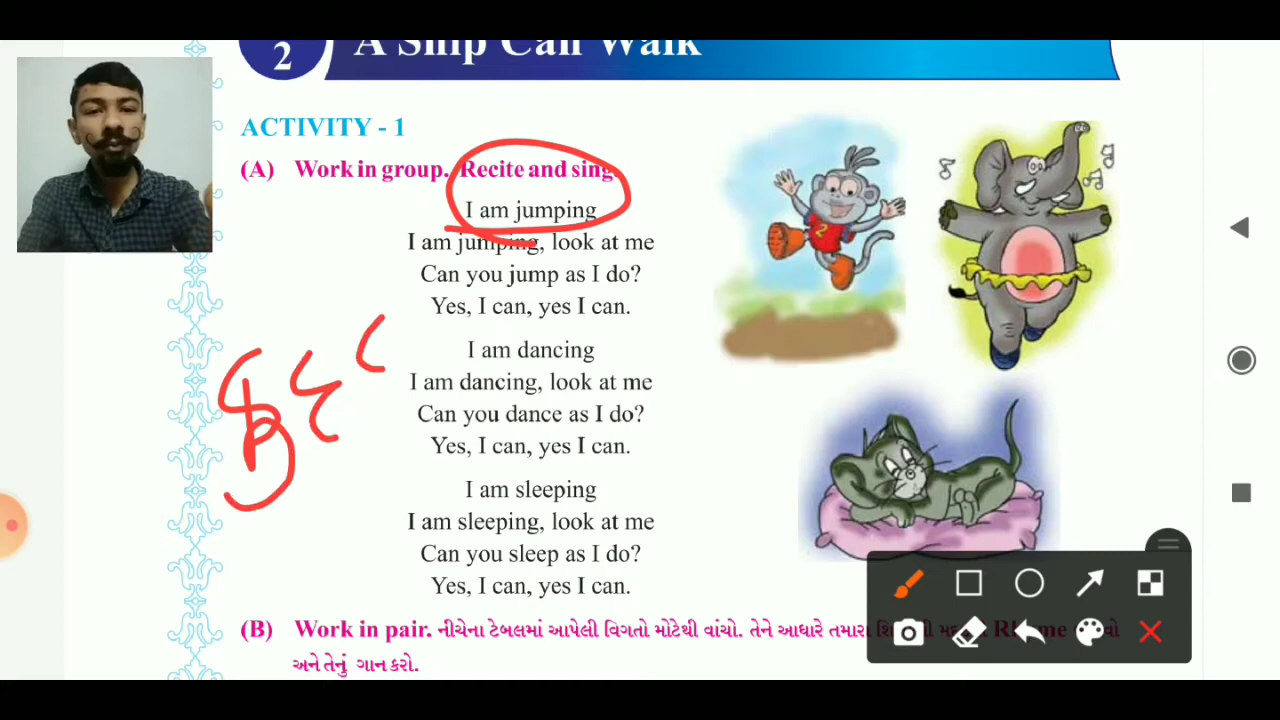 2
A Ship Can Walk
ACTIVITY - 1
(A) Work in group. Recite and sing.
I am jumping
I am jumping, look at me
Can you jump as I do?
Yes, I can, yes I can.
I am dancing
I am dancing, look at me
Can you dance as I do?
Yes, I can, yes I can.
I am sleeping
I am sleeping, look at me
Can you sleep as I do?
Yes, I can, yes I can.
(B) Work in pair. નીચેના ટેબલમાં આપેલી વિગતો મોટેથી વાંચો. તેને આધારે તમારા
અને તેનું ગાન કરો.
2